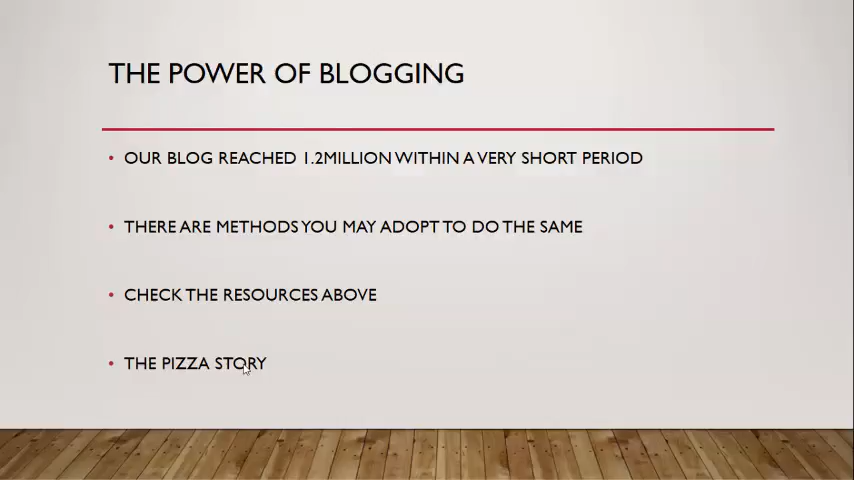 THE POWER OF BLOGGING
• OUR BLOG REACHED 1.2MILLION WITHIN A VERY SHORT PERIOD
• THERE ARE METHODS YOU MAY ADOPT TO DO THE SAME
• CHECK THE RESOURCES ABOVE
• THE PIZZA STORY